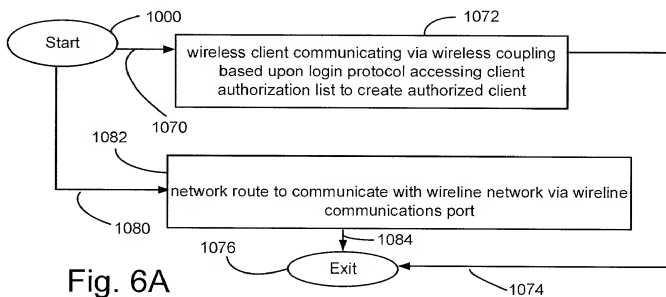 1000
Start
1072
wireless client communicating via wireless coupling
based upon login protocol accessing client
authorization list to create authorized client
1070
1082
network route to communicate with wireline network via wireline
communications port
1080
1084
1076
Exit
1074
Fig. 6A